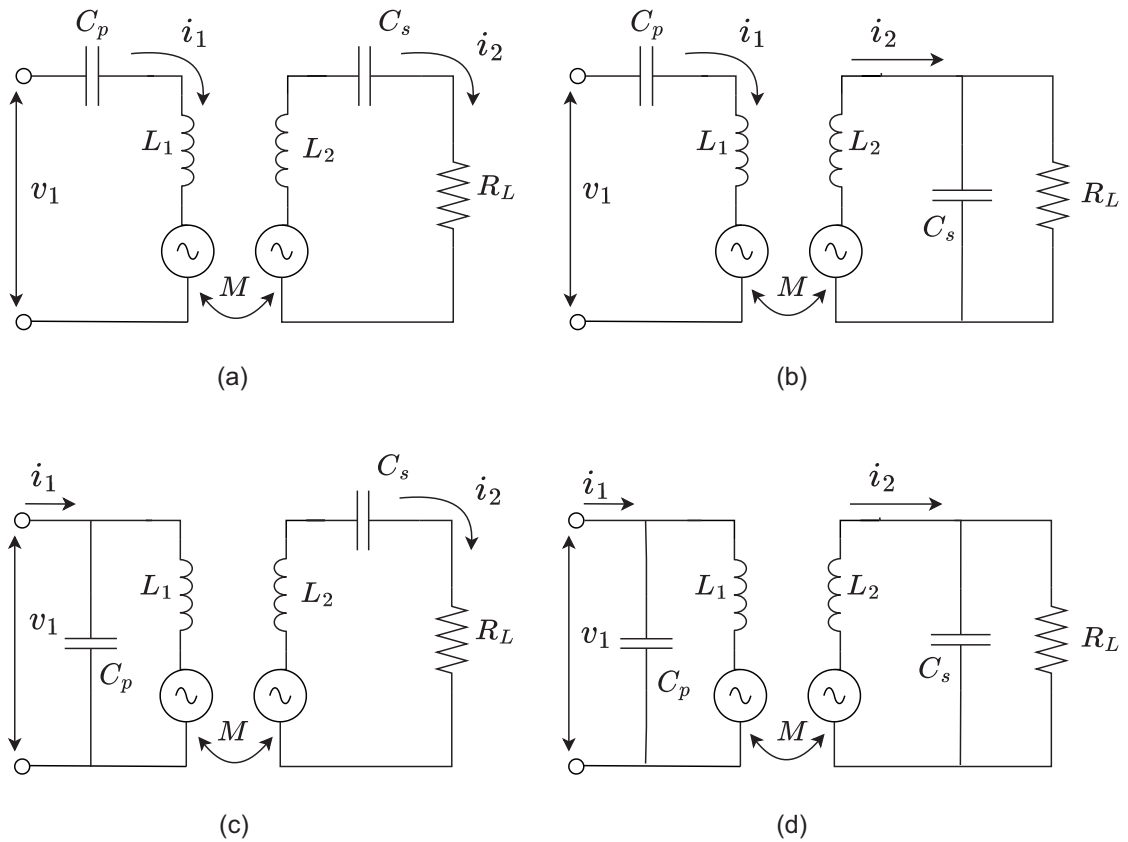 C_p i_1 C_s i_2
L_1 L_2
v_1 R_L
M
(a)
C_p i_1 i_2
L_1 L_2
v_1 R_L
C_s
M
(b)
i_1 C_s i_2
L_1 L_2
v_1 R_L
C_p
M
(c)
i_1 i_2
L_1 L_2
v_1 R_L
C_p C_s
M
(d)